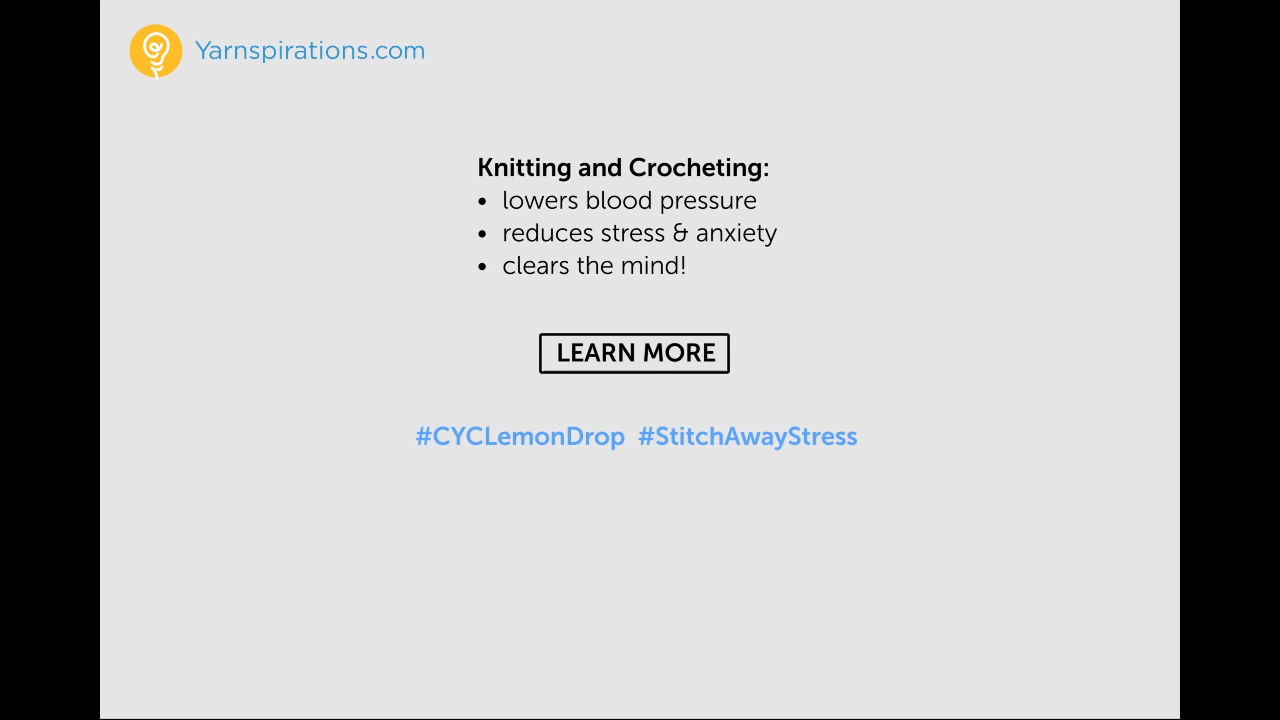 Yarnspirations.com
Knitting and Crocheting:
• lowers blood pressure
• reduces stress & anxiety
• clears the mind!
LEARN MORE
#CYCLemonDrop #StitchAwayStress